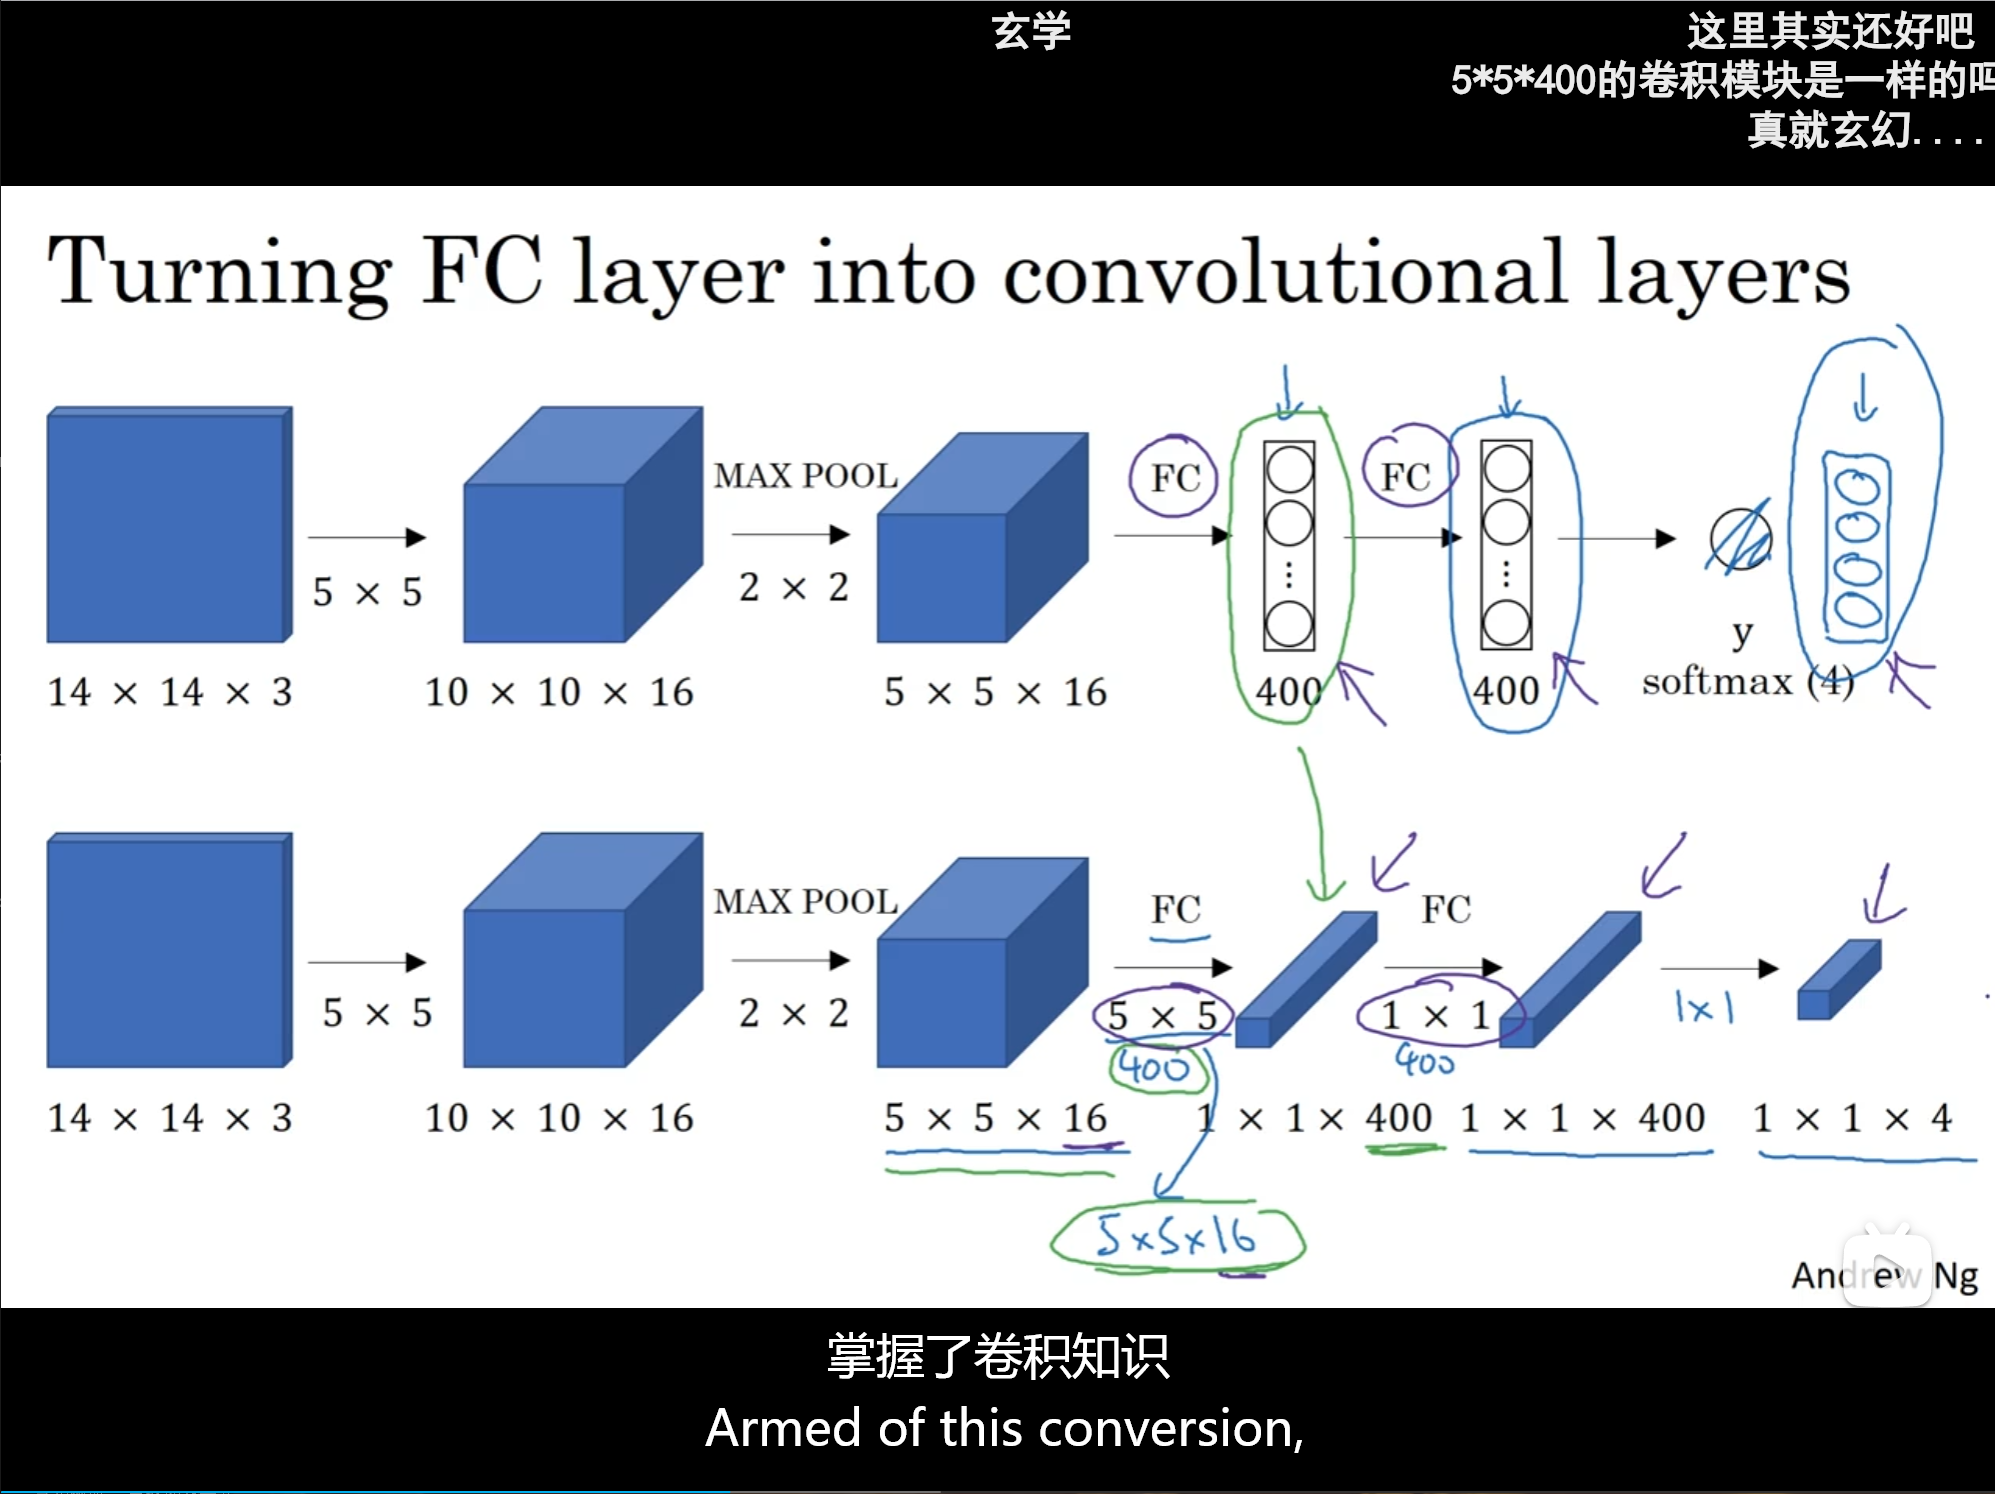 玄学
这里其实还好吧
5*5*400的卷积模块是一样的吗
真就玄幻....
Turning FC layer into convolutional layers
MAX POOL
FC
FC
5 × 5
2 × 2
14 × 14 × 3
10 × 10 × 16
5 × 5 × 16
400
400
y
softmax (4)
MAX POOL
FC
FC
5 × 5
2 × 2
5 × 5
1 × 1
1×1
400
400
14 × 14 × 3
10 × 10 × 16
5 × 5 × 16
1 × 1 × 400
1 × 1 × 400
1 × 1 × 4
5×5×16
Andrew Ng
掌握了卷积知识
Armed of this conversion,